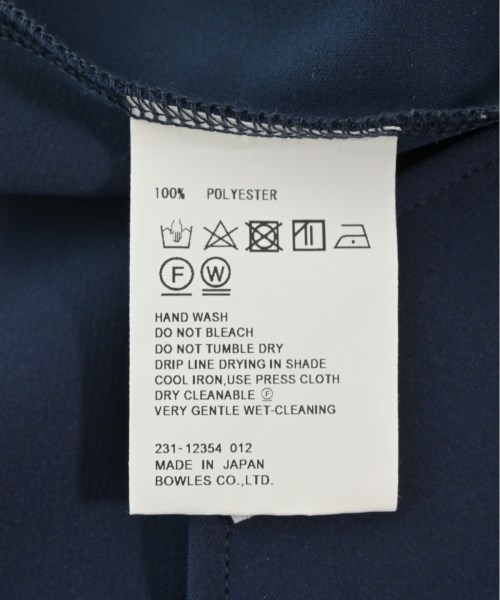 100% POLYESTER
F W
HAND WASH
DO NOT BLEACH
DO NOT TUMBLE DRY
DRIP LINE DRYING IN SHADE
COOL IRON,USE PRESS CLOTH
DRY CLEANABLE Ⓕ
VERY GENTLE WET-CLEANING
231-12354 012
MADE IN JAPAN
BOWLES CO.,LTD.